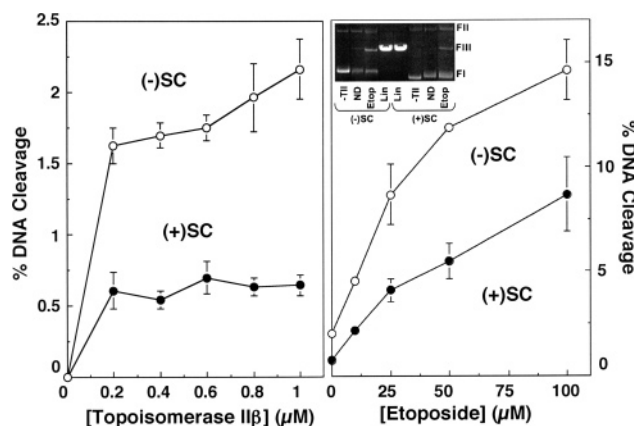 % DNA Cleavage
2.5
2
1.5
1
0.5
0
(-)SC
(+)SC
0 0.2 0.4 0.6 0.8 1
[Topoisomerase IIβ] (μM)
FII
FIII
FI
-TII ND Etop Lin Lin -TII ND Etop
(-)SC (+)SC
(-)SC
(+)SC
15
10
5
0
% DNA Cleavage
0 25 50 75 100
[Etoposide] (μM)